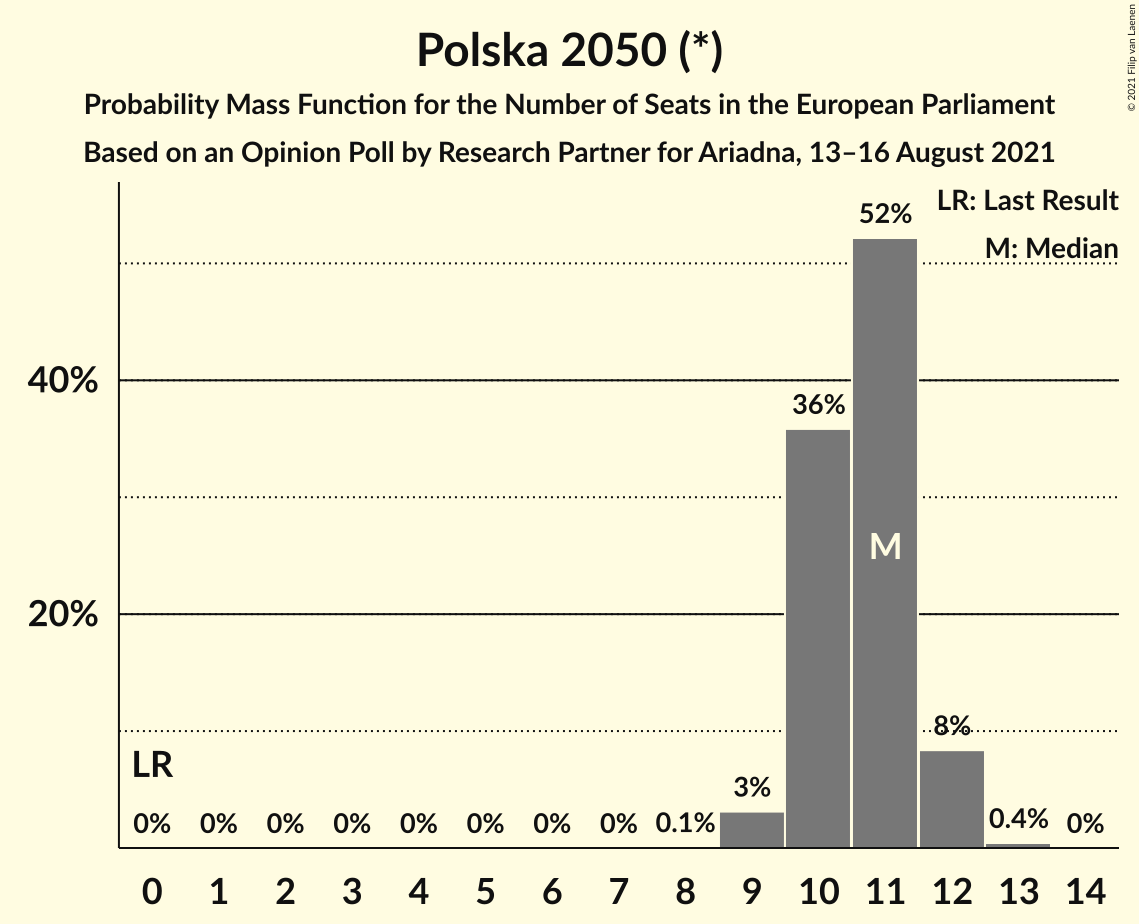 Polska 2050 (*)
Probability Mass Function for the Number of Seats in the European Parliament
Based on an Opinion Poll by Research Partner for Ariadna, 13–16 August 2021
© 2021 Filip van Laenen
LR: Last Result
M: Median
52%
40%
36%
M
20%
8%
LR
3%
0% 0% 0% 0% 0% 0% 0% 0% 0.1% 0.4% 0%
0 1 2 3 4 5 6 7 8 9 10 11 12 13 14